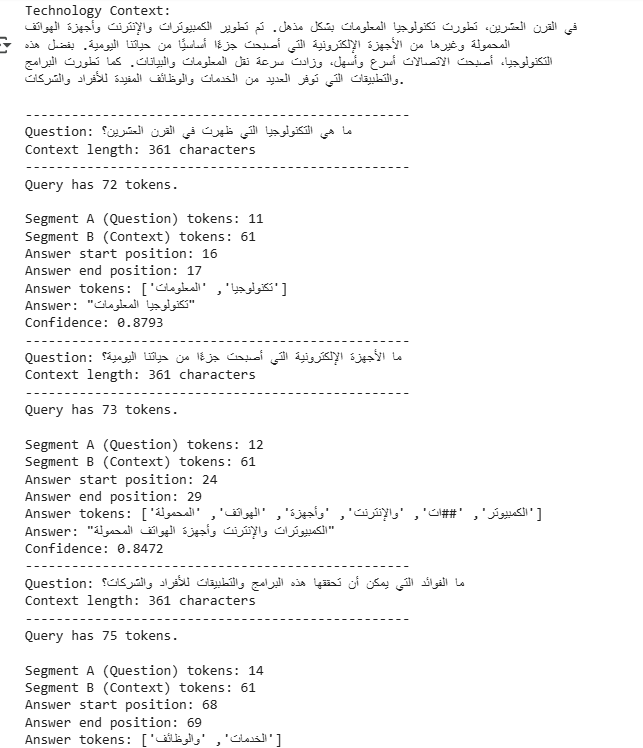 Technology Context:
في القرن العشرين، تطورت تكنولوجيا المعلومات بشكل مذهل. تم تطوير الكمبيوترات والإنترنت وأجهزة الهواتف
المحمولة وغيرها من الأجهزة الإلكترونية التي أصبحت جزءًا أساسيًا من حياتنا اليومية. بفضل هذه
التكنولوجيا، أصبحت الاتصالات أسرع وأسهل، وزادت سرعة نقل المعلومات والبيانات. كما تطورت البرامج
والتطبيقات التي توفر العديد من الخدمات والوظائف المفيدة للأفراد والشركات.
--------------------------------------------------
Question: ما هي التكنولوجيا التي ظهرت في القرن العشرين؟
Context length: 361 characters
--------------------------------------------------
Query has 72 tokens.
Segment A (Question) tokens: 11
Segment B (Context) tokens: 61
Answer start position: 16
Answer end position: 17
Answer tokens: ['تكنولوجيا', 'المعلومات']
Answer: "تكنولوجيا المعلومات"
Confidence: 0.8793
--------------------------------------------------
Question: ما الأجهزة الإلكترونية التي أصبحت جزءًا من حياتنا اليومية؟
Context length: 361 characters
--------------------------------------------------
Query has 73 tokens.
Segment A (Question) tokens: 12
Segment B (Context) tokens: 61
Answer start position: 24
Answer end position: 29
Answer tokens: ['الكمبيوتر', '##ات', 'والإنترنت', 'وأجهزة', 'الهواتف', 'المحمولة']
Answer: "الكمبيوترات والإنترنت وأجهزة الهواتف المحمولة"
Confidence: 0.8472
--------------------------------------------------
Question: ما الفوائد التي يمكن أن تحققها هذه البرامج والتطبيقات للأفراد والشركات؟
Context length: 361 characters
--------------------------------------------------
Query has 75 tokens.
Segment A (Question) tokens: 14
Segment B (Context) tokens: 61
Answer start position: 68
Answer end position: 69
Answer tokens: ['الخدمات', 'والوظائف']